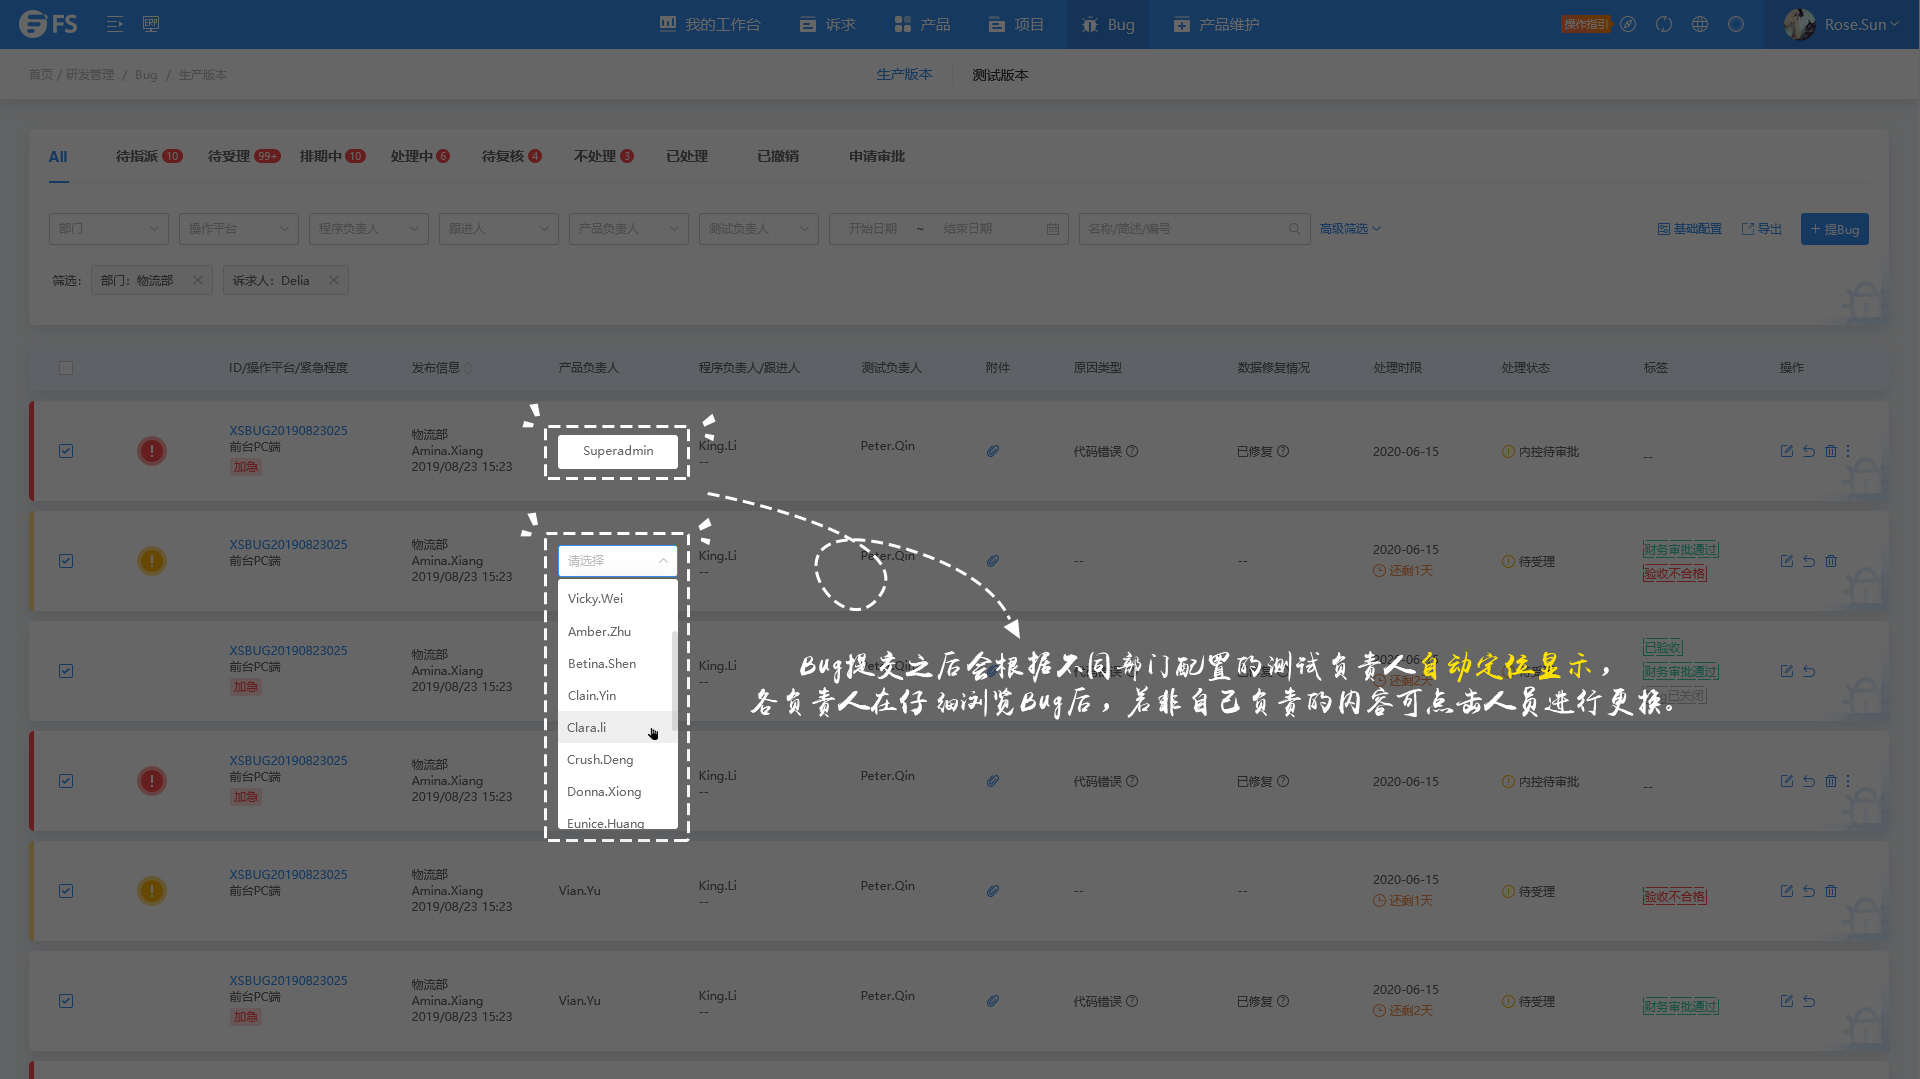 FS
ERP
我的工作台
诉求
产品
项目
Bug
产品维护
操作指引
Rose.Sun
首页 / 研发管理 / Bug / 生产版本
生产版本
测试版本
All
待指派 10
待受理 99+
排期中 10
处理中 6
待复核 4
不处理 3
已处理
已撤销
申请审批
部门
操作平台
程序负责人
跟进人
产品负责人
测试负责人
开始日期 ~ 结束日期
名称/简述/编号
高级筛选
基础配置
导出
+ 提Bug
筛选：
部门：物流部
诉求人：Delia
ID/操作平台/紧急程度
发布信息
产品负责人
程序负责人/跟进人
测试负责人
附件
原因类型
数据修复情况
处理时限
处理状态
标签
操作
XSBUG20190823025
前台PC端
加急
物流部
Amina.Xiang
2019/08/23 15:23
Superadmin
King.Li
--
Peter.Qin
代码错误
已修复
2020-06-15
内控待审批
--
XSBUG20190823025
前台PC端
物流部
Amina.Xiang
2019/08/23 15:23
请选择
Vicky.Wei
Amber.Zhu
Betina.Shen
Clain.Yin
Clara.li
Crush.Deng
Donna.Xiong
Eunice.Huang
King.Li
--
Peter.Qin
--
--
2020-06-15
还剩1天
待受理
财务审批通过
验收不合格
XSBUG20190823025
前台PC端
加急
物流部
Amina.Xiang
2019/08/23 15:23
King.Li
已验收
财务审批通过
已关闭
Bug提交之后会根据不同部门配置的测试负责人自动定位显示，
各负责人在仔细浏览Bug后，若非自己负责的内容可点击人员进行更换。
XSBUG20190823025
前台PC端
加急
物流部
Amina.Xiang
2019/08/23 15:23
King.Li
--
Peter.Qin
代码错误
已修复
2020-06-15
内控待审批
--
XSBUG20190823025
前台PC端
物流部
Amina.Xiang
2019/08/23 15:23
Vian.Yu
King.Li
--
Peter.Qin
--
--
2020-06-15
还剩1天
待受理
验收不合格
XSBUG20190823025
前台PC端
加急
物流部
Amina.Xiang
2019/08/23 15:23
Vian.Yu
King.Li
--
Peter.Qin
代码错误
已修复
2020-06-15
还剩2天
待受理
财务审批通过